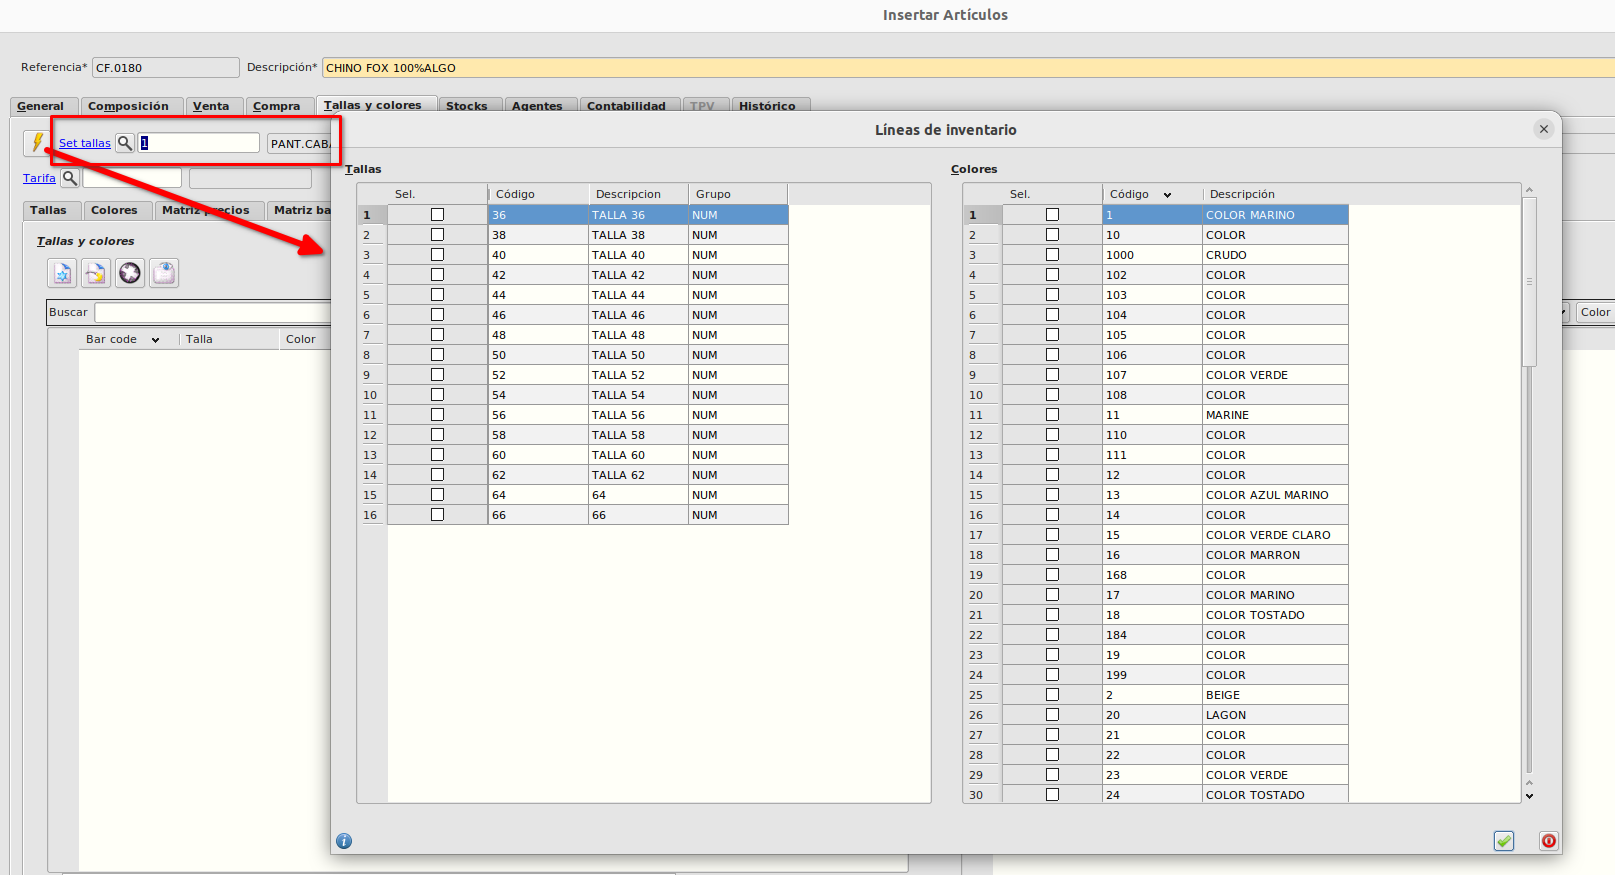 Insertar Artículos
Referencia* CF.0180 Descripción* CHINO FOX 100%ALGO
General Composición Venta Compra Tallas y colores Stocks Agentes Contabilidad TPV Histórico
Set tallas 1 PANT.CABA
Tarifa
Tallas Colores Matriz precios Matriz ba
Tallas y colores
Buscar
Bar code Talla Color
Color
Líneas de inventario
Tallas
Sel. Código Descripcion Grupo
1 36 TALLA 36 NUM
2 38 TALLA 38 NUM
3 40 TALLA 40 NUM
4 42 TALLA 42 NUM
5 44 TALLA 44 NUM
6 46 TALLA 46 NUM
7 48 TALLA 48 NUM
8 50 TALLA 50 NUM
9 52 TALLA 52 NUM
10 54 TALLA 54 NUM
11 56 TALLA 56 NUM
12 58 TALLA 58 NUM
13 60 TALLA 60 NUM
14 62 TALLA 62 NUM
15 64 64 NUM
16 66 66 NUM
Colores
Sel. Código Descripción
1 1 COLOR MARINO
2 10 COLOR
3 1000 CRUDO
4 102 COLOR
5 103 COLOR
6 104 COLOR
7 105 COLOR
8 106 COLOR
9 107 COLOR VERDE
10 108 COLOR
11 11 MARINE
12 110 COLOR
13 111 COLOR
14 12 COLOR
15 13 COLOR AZUL MARINO
16 14 COLOR
17 15 COLOR VERDE CLARO
18 16 COLOR MARRON
19 168 COLOR
20 17 COLOR MARINO
21 18 COLOR TOSTADO
22 184 COLOR
23 19 COLOR
24 199 COLOR
25 2 BEIGE
26 20 LAGON
27 21 COLOR
28 22 COLOR
29 23 COLOR VERDE
30 24 COLOR TOSTADO